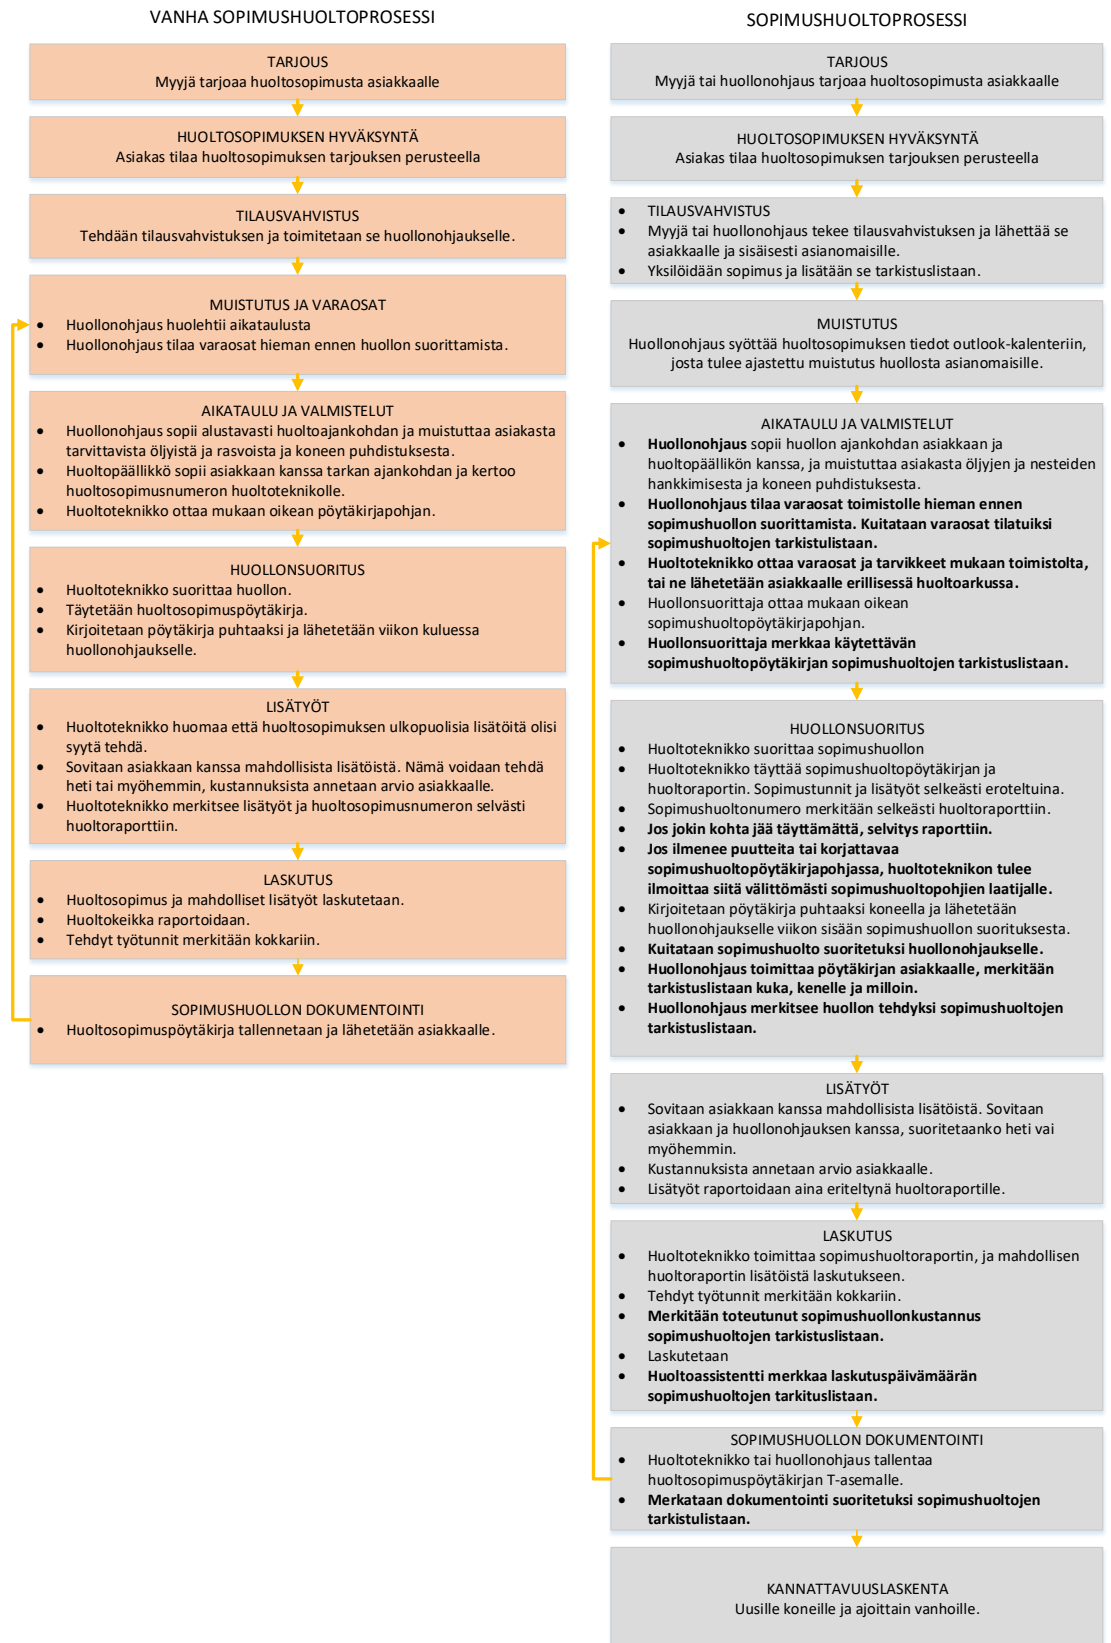 VANHA SOPIMUSHUOLTOPROSESSI
TARJOUS
Myyjä tarjoaa huoltosopimusta asiakkaalle
HUOLTOSOPIMUKSEN HYVÄKSYNTÄ
Asiakas tilaa huoltosopimuksen tarjouksen perusteella
TILAUSVAHVISTUS
Tehdään tilausvahvistuksen ja toimitetaan se huollonohjaukselle.
MUISTUTUS JA VARAOSAT
• Huollonohjaus huolehtii aikataulusta
• Huollonohjaus tilaa varaosat hieman ennen huollon suorittamista.
AIKATAULU JA VALMISTELUT
• Huollonohjaus sopii alustavasti huoltoajankohdan ja muistuttaa asiakasta
tarvittavista öljyistä ja rasvoista ja koneen puhdistuksesta.
• Huoltopäällikkö sopii asiakkaan kanssa tarkan ajankohdan ja kertoo
huoltosopimusnumeron huoltoteknikolle.
• Huoltoteknikko ottaa mukaan oikean pöytäkirjapohjan.
HUOLLONSUORITUS
• Huoltoteknikko suorittaa huollon.
• Täytetään huoltosopimuspöytäkirja.
• Kirjoitetaan pöytäkirja puhtaaksi ja lähetetään viikon kuluessa
huollonohjaukselle.
LISÄTYÖT
• Huoltoteknikko huomaa että huoltosopimuksen ulkopuolisia lisätöitä olisi
syytä tehdä.
• Sovitaan asiakkaan kanssa mahdollisista lisätöistä. Nämä voidaan tehdä
heti tai myöhemmin, kustannuksista annetaan arvio asiakkaalle.
• Huoltoteknikko merkitsee lisätyöt ja huoltosopimusnumeron selvästi
huoltoraporttiin.
LASKUTUS
• Huoltosopimus ja mahdolliset lisätyöt laskutetaan.
• Huoltokeikka raportoidaan.
• Tehdyt työtunnit merkitään kokkariin.
SOPIMUSHUOLLON DOKUMENTOINTI
• Huoltosopimuspöytäkirja tallennetaan ja lähetetään asiakkaalle.
SOPIMUSHUOLTOPROSESSI
TARJOUS
Myyjä tai huollonohjaus tarjoaa huoltosopimusta asiakkaalle
HUOLTOSOPIMUKSEN HYVÄKSYNTÄ
Asiakas tilaa huoltosopimuksen tarjouksen perusteella
• TILAUSVAHVISTUS
• Myyjä tai huollonohjaus tekee tilausvahvistuksen ja lähettää se
asiakkaalle ja sisäisesti asianomaisille.
• Yksilöidään sopimus ja lisätään se tarkistuslistaan.
MUISTUTUS
Huollonohjaus syöttää huoltosopimuksen tiedot outlook-kalenteriin,
josta tulee ajastettu muistutus huollosta asianomaisille.
AIKATAULU JA VALMISTELUT
• Huollonohjaus sopii huollon ajankohdan asiakkaan ja
huoltopäällikön kanssa, ja muistuttaa asiakasta öljyjen ja nesteiden
hankkimisesta ja koneen puhdistuksesta.
• Huollonohjaus tilaa varaosat toimistolle hieman ennen
sopimushuollon suorittamista. Kuitataan varaosat tilatuiksi
sopimushuoltojen tarkistulistaan.
• Huoltoteknikko ottaa varaosat ja tarvikkeet mukaan toimistolta,
tai ne lähetetään asiakkaalle erillisessä huoltoarkussa.
• Huollonsuorittaja ottaa mukaan oikean
sopimushuoltopöytäkirjapohjan.
• Huollonsuorittaja merkkaa käytettävän
sopimushuoltopöytäkirjan sopimushuoltojen tarkistuslistaan.
HUOLLONSUORITUS
• Huoltoteknikko suorittaa sopimushuollon
• Huoltoteknikko täyttää sopimushuoltopöytäkirjan ja
huoltoraportin. Sopimustunnit ja lisätyöt selkeästi eroteltuina.
• Sopimushuoltonumero merkitään selkeästi huoltoraporttiin.
• Jos jokin kohta jää täyttämättä, selvitys raporttiin.
• Jos ilmenee puutteita tai korjattavaa
sopimushuoltopöytäkirjapohjassa, huoltoteknikon tulee
ilmoittaa siitä välittömästi sopimushuoltopohjien laatijalle.
• Kirjoitetaan pöytäkirja puhtaaksi koneella ja lähetetään
huollonohjaukselle viikon sisään sopimushuollon suorituksesta.
• Kuitataan sopimushuolto suoritetuksi huollonohjaukselle.
• Huollonohjaus toimittaa pöytäkirjan asiakkaalle, merkitään
tarkistuslistaan kuka, kenelle ja milloin.
• Huollonohjaus merkitsee huollon tehdyksi sopimushuoltojen
tarkistuslistaan.
LISÄTYÖT
• Sovitaan asiakkaan kanssa mahdollisista lisätöistä. Sovitaan
asiakkaan ja huollonohjauksen kanssa, suoritetaanko heti vai
myöhemmin.
• Kustannuksista annetaan arvio asiakkaalle.
• Lisätyöt raportoidaan aina eriteltynä huoltoraportille.
LASKUTUS
• Huoltoteknikko toimittaa sopimushuoltoraportin, ja mahdollisen
huoltoraportin lisätöistä laskutukseen.
• Tehdyt työtunnit merkitään kokkariin.
• Merkitään toteutunut sopimushuollonkustannus
sopimushuoltojen tarkistuslistaan.
• Laskutetaan
• Huoltoassistentti merkkaa laskutuspäivämäärän
sopimushuoltojen tarkituslistaan.
SOPIMUSHUOLLON DOKUMENTOINTI
• Huoltoteknikko tai huollonohjaus tallentaa
huoltosopimuspöytäkirjan T-asemalle.
• Merkataan dokumentointi suoritetuksi sopimushuoltojen
tarkistulistaan.
KANNATTAVUUSLASKENTA
Uusille koneille ja ajoittain vanhoille.